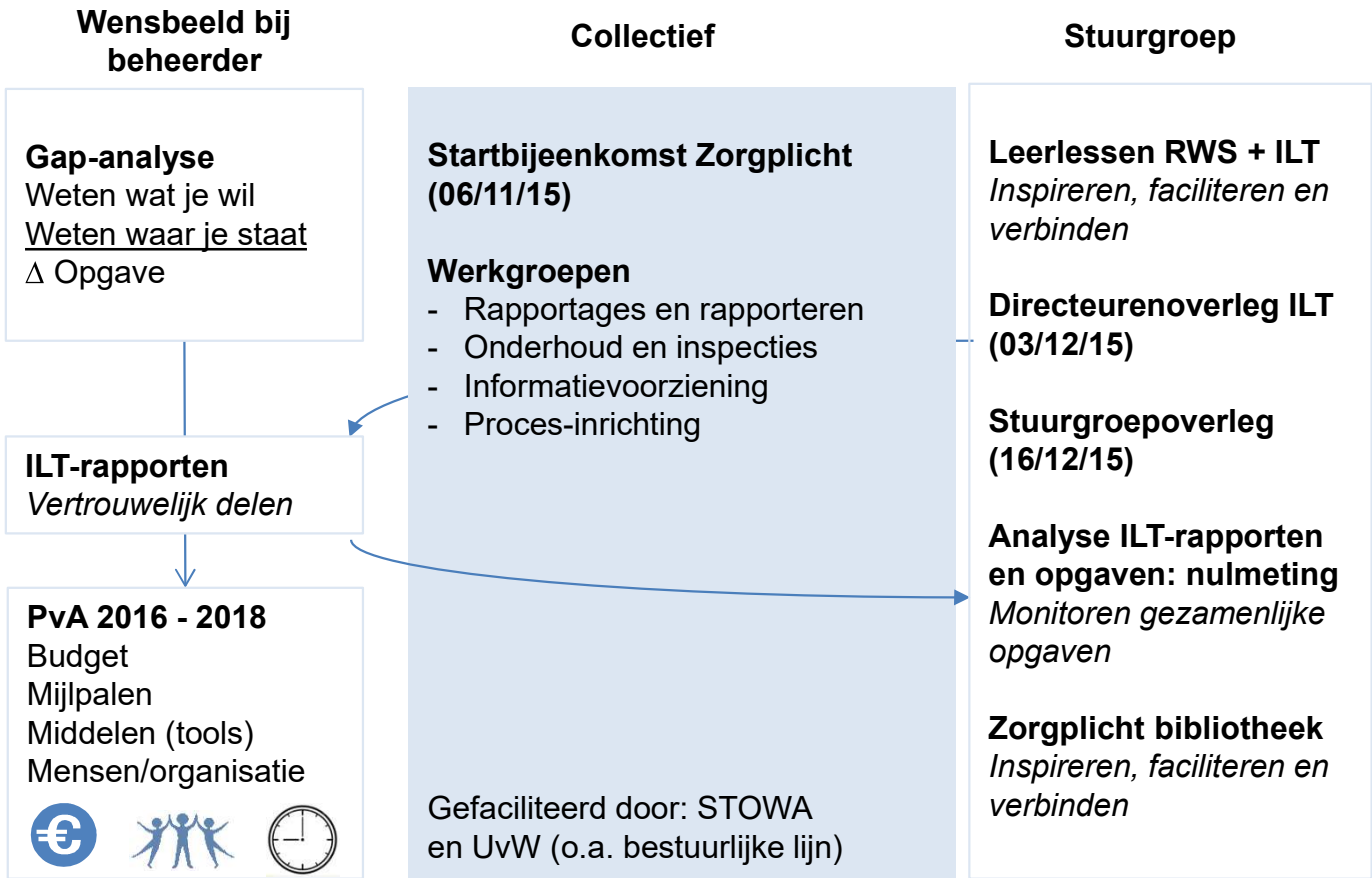 Wensbeeld bij
beheerder
Gap-analyse
Weten wat je wil
Weten waar je staat
∆ Opgave
ILT-rapporten
Vertrouwelijk delen
PvA 2016 - 2018
Budget
Mijlpalen
Middelen (tools)
Mensen/organisatie
€
Collectief
Startbijeenkomst Zorgplicht
(06/11/15)
Werkgroepen
- Rapportages en rapporteren
- Onderhoud en inspecties
- Informatievoorziening
- Proces-inrichting
Gefaciliteerd door: STOWA
en UvW (o.a. bestuurlijke lijn)
Stuurgroep
Leerlessen RWS + ILT
Inspireren, faciliteren en
verbinden
Directeurenoverleg ILT
(03/12/15)
Stuurgroepoverleg
(16/12/15)
Analyse ILT-rapporten
en opgaven: nulmeting
Monitoren gezamenlijke
opgaven
Zorgplicht bibliotheek
Inspireren, faciliteren en
verbinden